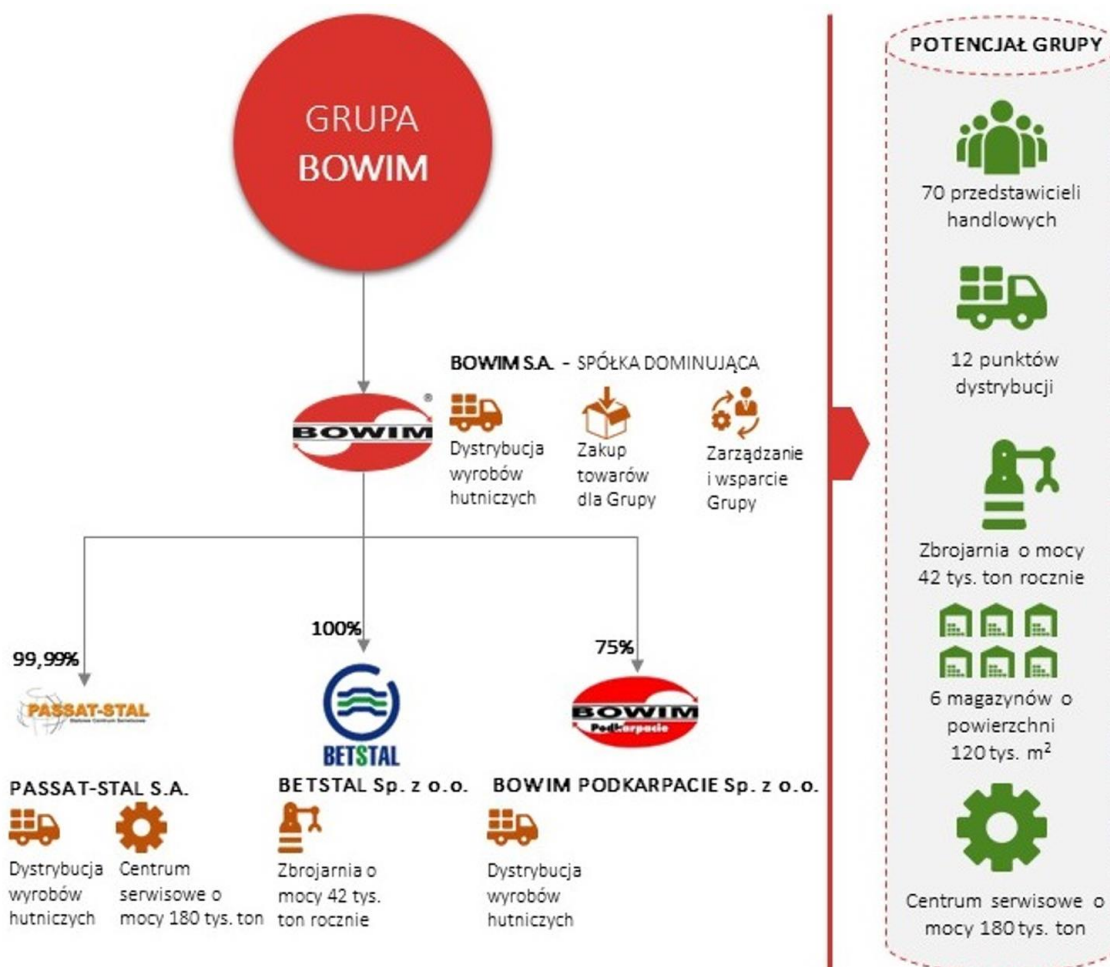 GRUPA
BOWIM
BOWIM S.A. - SPÓŁKA DOMINUJĄCA
BOWIM
®
Dystrybucja
wyrobów
hutniczych
Zakup
towarów
dla Grupy
Zarządzanie
i wsparcie
Grupy
99,99%
100%
75%
PASSAT-STAL
Stalowe Centrum Serwisowe
BETSTAL
BOWIM
Podkarpacie
PASSAT-STAL S.A.
Dystrybucja
wyrobów
hutniczych
Centrum
serwisowe o
mocy 180 tys. ton
BETSTAL Sp. z o.o.
Zbrojarnia o
mocy 42 tys.
ton rocznie
BOWIM PODKARPACIE Sp. z o.o.
Dystrybucja
wyrobów
hutniczych
POTENCJAŁ GRUPY
70 przedstawicieli
handlowych
12 punktów
dystrybucji
Zbrojarnia o mocy
42 tys. ton rocznie
6 magazynów o
powierzchni
120 tys. m²
Centrum serwisowe o
mocy 180 tys. ton